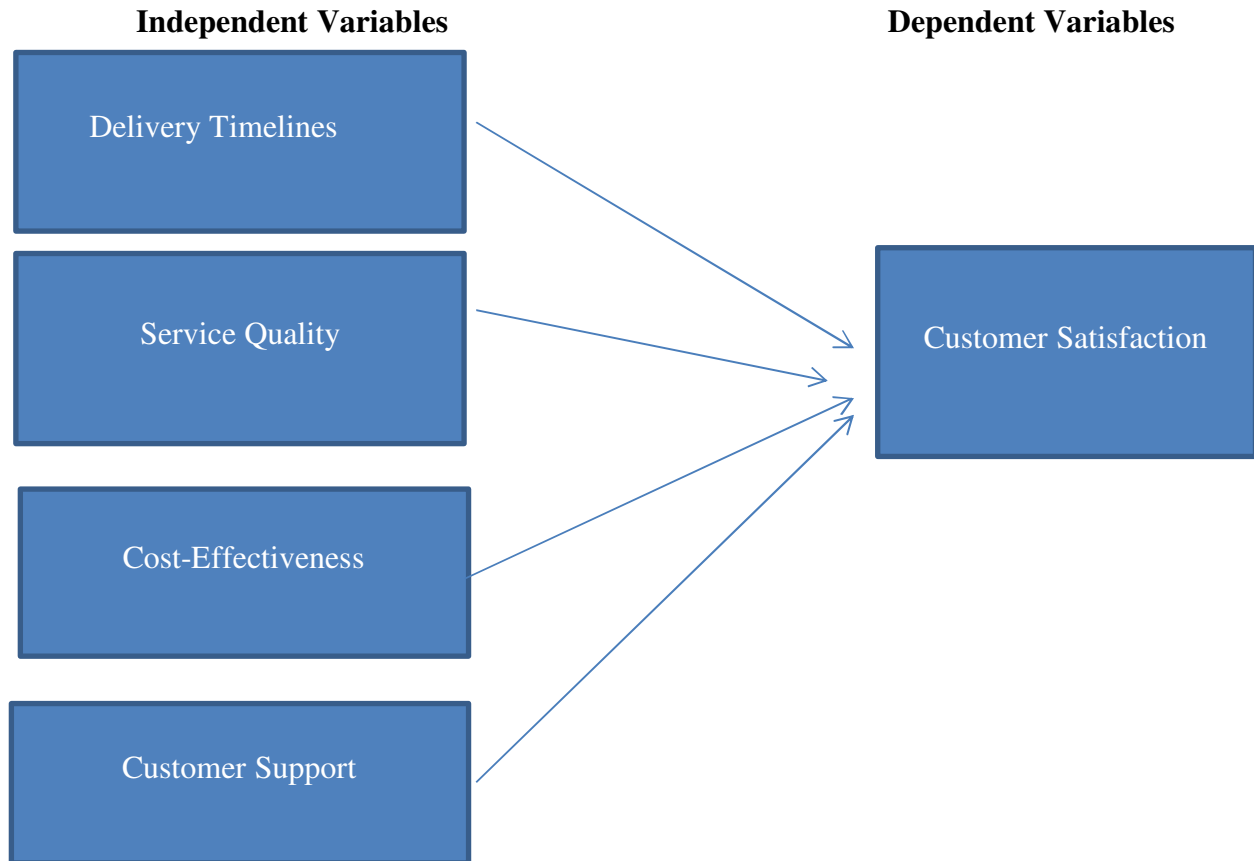 Independent Variables
Dependent Variables
Delivery Timelines
Service Quality
Customer Satisfaction
Cost-Effectiveness
Customer Support